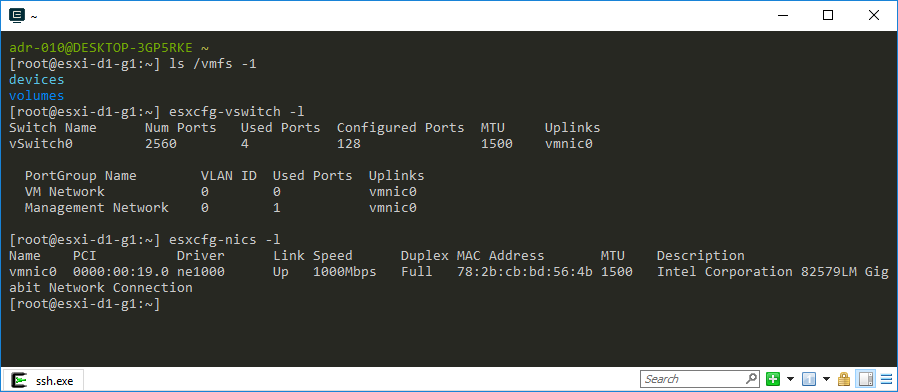 ~
adr-010@DESKTOP-3GP5RKE ~
[root@esxi-d1-g1:~] ls /vmfs -1
devices
volumes
[root@esxi-d1-g1:~] esxcfg-vswitch -l
Switch Name      Num Ports   Used Ports  Configured Ports  MTU     Uplinks
vSwitch0         2560        4           128               1500    vmnic0

  PortGroup Name        VLAN ID  Used Ports  Uplinks
  VM Network            0        0           vmnic0
  Management Network    0        1           vmnic0

[root@esxi-d1-g1:~] esxcfg-nics -l
Name    PCI          Driver      Link Speed      Duplex MAC Address       MTU    Description
vmnic0  0000:00:19.0 ne1000      Up   1000Mbps   Full   78:2b:cb:bd:56:4b 1500   Intel Corporation 82579LM Gig
abit Network Connection
[root@esxi-d1-g1:~]
ssh.exe
Search